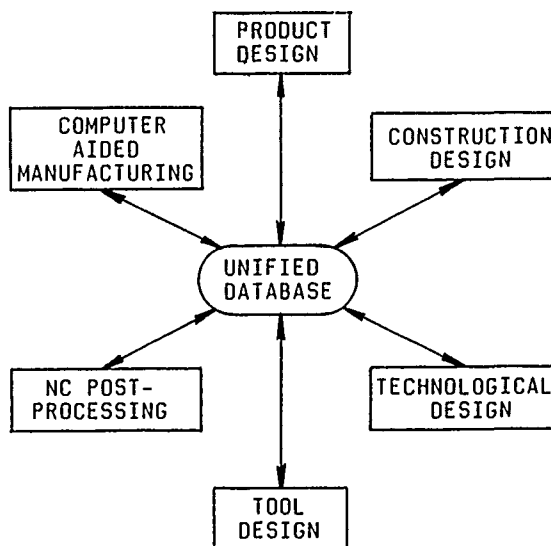 PRODUCT
DESIGN
COMPUTER
AIDED
MANUFACTURING
CONSTRUCTION
DESIGN
UNIFIED
DATABASE
NC POST-
PROCESSING
TECHNOLOGICAL
DESIGN
TOOL
DESIGN